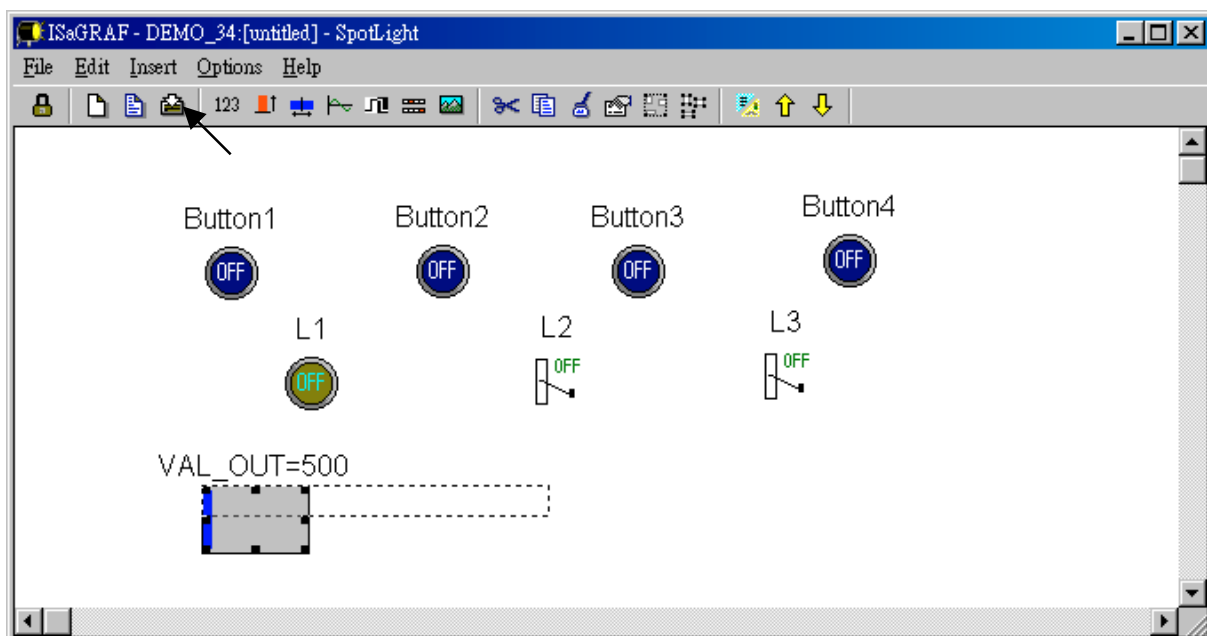 ISaGRAF - DEMO_34:[untitled] - SpotLight
File Edit Insert Options Help
123
Button1 Button2 Button3 Button4
OFF OFF OFF OFF
L1 L2 L3
OFF OFF OFF
VAL_OUT=500